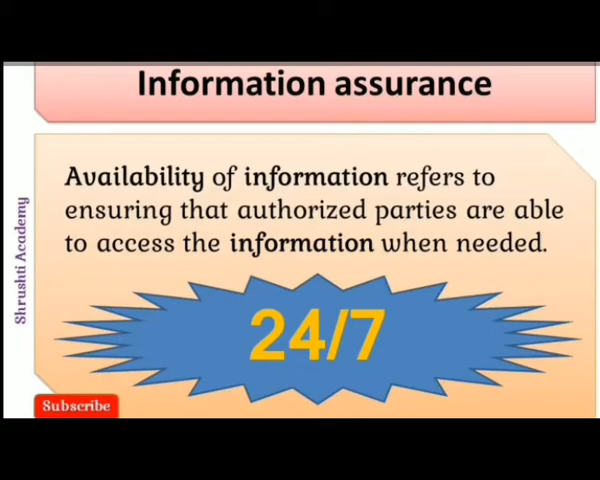 Information assurance
Availability of information refers to
ensuring that authorized parties are able
to access the information when needed.
24/7
Shrushti Academy
Subscribe